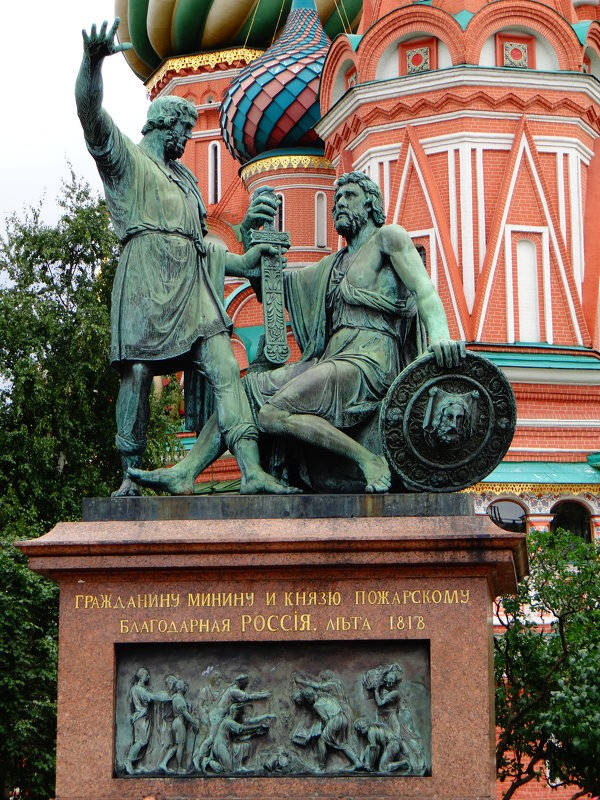 ГРАЖДАНИНУ МИНИНУ И КНЯЗЮ ПОЖАРСКОМУ
БЛАГОДАРНАЯ РОССІЯ. ЛѢТА 1818